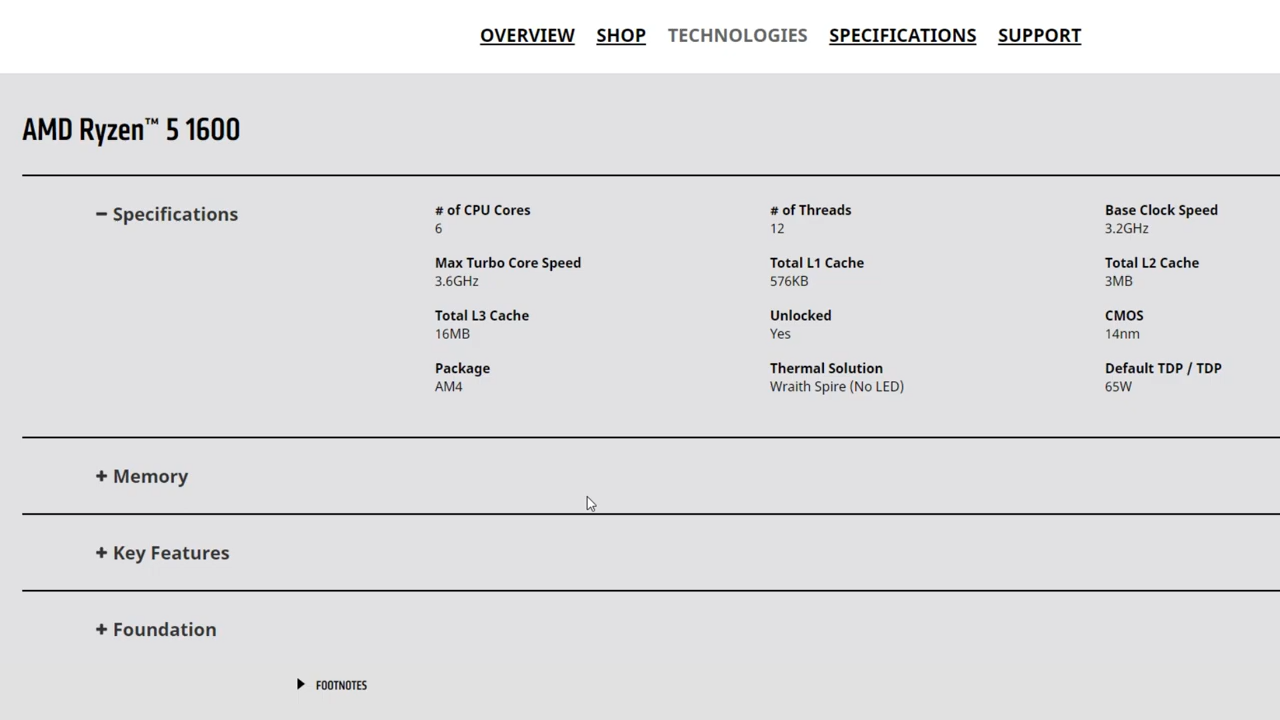 OVERVIEW SHOP TECHNOLOGIES SPECIFICATIONS SUPPORT
AMD Ryzen™ 5 1600
− Specifications
# of CPU Cores
6
# of Threads
12
Base Clock Speed
3.2GHz
Max Turbo Core Speed
3.6GHz
Total L1 Cache
576KB
Total L2 Cache
3MB
Total L3 Cache
16MB
Unlocked
Yes
CMOS
14nm
Package
AM4
Thermal Solution
Wraith Spire (No LED)
Default TDP / TDP
65W
+ Memory
+ Key Features
+ Foundation
FOOTNOTES